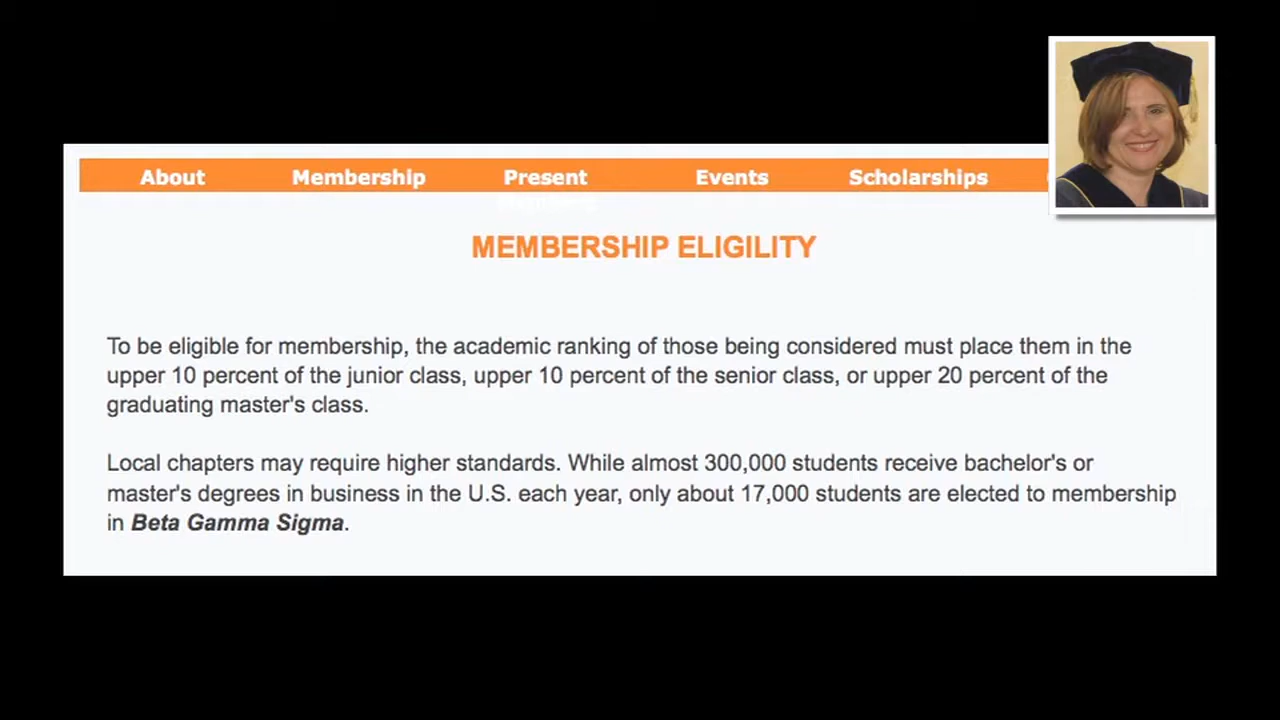 About Membership Present Events Scholarships
MEMBERSHIP ELIGILITY
To be eligible for membership, the academic ranking of those being considered must place them in the
upper 10 percent of the junior class, upper 10 percent of the senior class, or upper 20 percent of the
graduating master's class.
Local chapters may require higher standards. While almost 300,000 students receive bachelor's or
master's degrees in business in the U.S. each year, only about 17,000 students are elected to membership
in Beta Gamma Sigma.